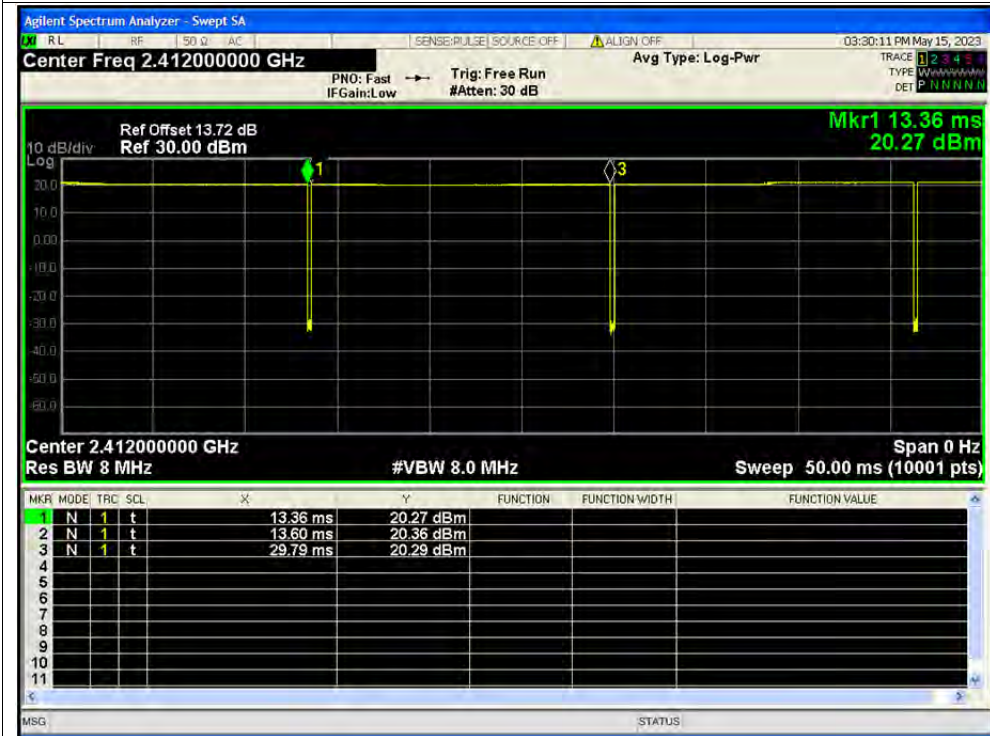 Agilent Spectrum Analyzer - Swept SA
RL RF 50 Ω AC SENSE:PULSE SOURCE OFF ALIGN OFF 03:30:11 PM May 15, 2023
Center Freq 2.412000000 GHz
PNO: Fast
IFGain:Low
Trig: Free Run
#Atten: 30 dB
Avg Type: Log-Pwr
TRACE 1 2 3 4 5 6
TYPE W
DET P N N N N N
Mkr1 13.36 ms
20.27 dBm
Ref Offset 13.72 dB
10 dB/div Ref 30.00 dBm
Log
1
3
20.0
10.0
0.00
-10.0
-20.0
-30.0
-40.0
-50.0
-60.0
Center 2.412000000 GHz Span 0 Hz
Res BW 8 MHz #VBW 8.0 MHz Sweep 50.00 ms (10001 pts)
MKR MODE TRC SCL X Y FUNCTION FUNCTION WIDTH FUNCTION VALUE
1 N 1 t 13.36 ms 20.27 dBm
2 N 1 t 13.60 ms 20.36 dBm
3 N 1 t 29.79 ms 20.29 dBm
4
5
6
7
8
9
10
11
MSG STATUS